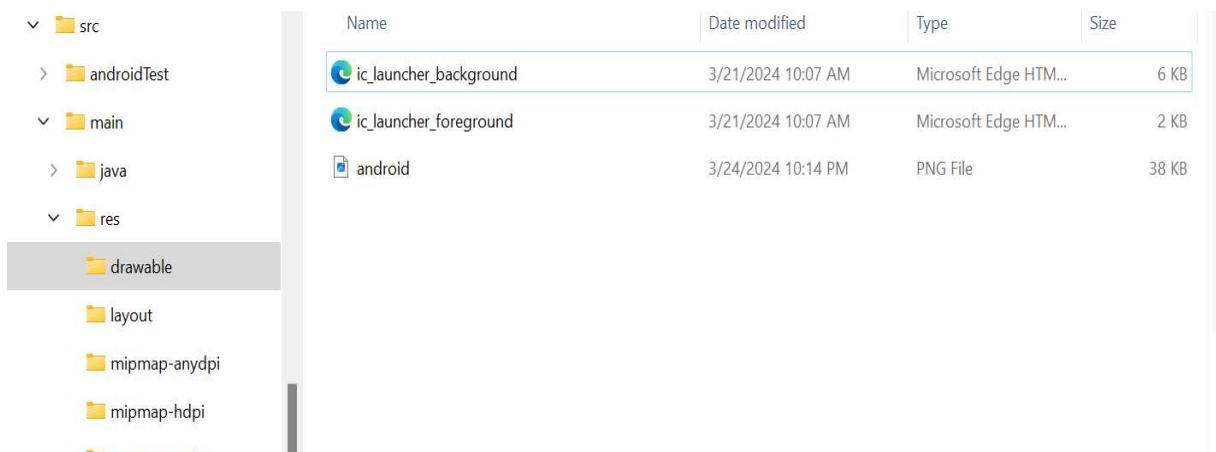 src
androidTest
main
java
res
drawable
layout
mipmap-anydpi
mipmap-hdpi
Name Date modified Type Size
ic_launcher_background 3/21/2024 10:07 AM Microsoft Edge HTM... 6 KB
ic_launcher_foreground 3/21/2024 10:07 AM Microsoft Edge HTM... 2 KB
android 3/24/2024 10:14 PM PNG File 38 KB